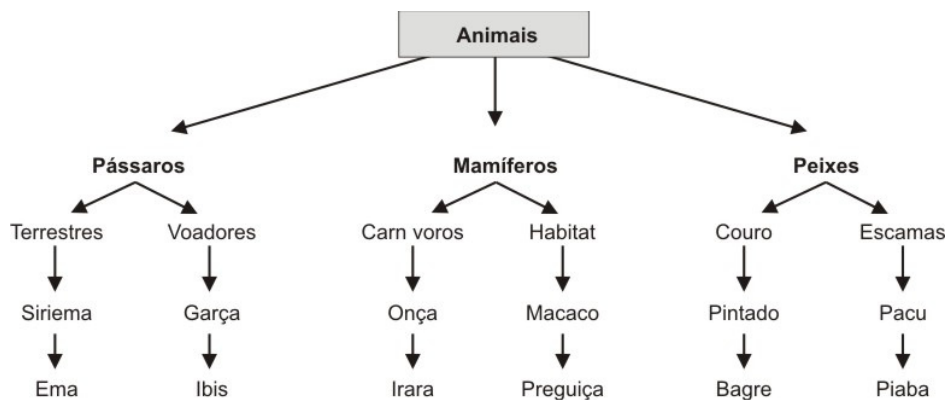 Animais
Pássaros Mamíferos Peixes
Terrestres Voadores Carn voros Habitat Couro Escamas
Siriema Garça Onça Macaco Pintado Pacu
Ema Ibis Irara Preguiça Bagre Piaba